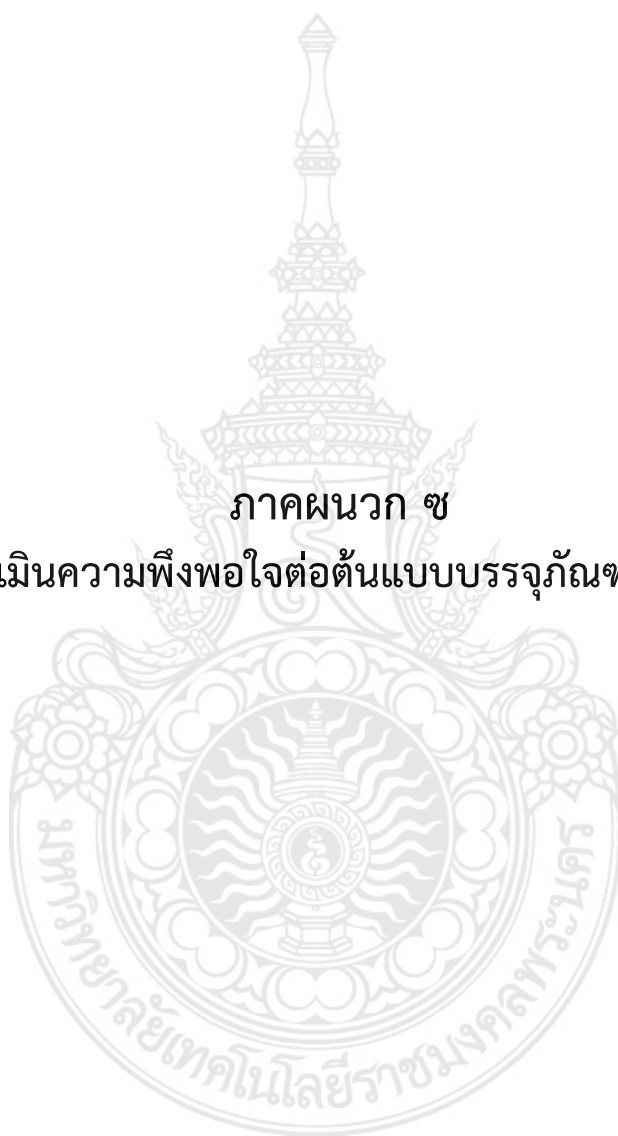 ภาคผนวก ซ
เมินความพึงพอใจต่อต้นแบบบรรจุภัณฑ
มหาวิทยาลัยเทคโนโลยีราชมงคลพระนคร